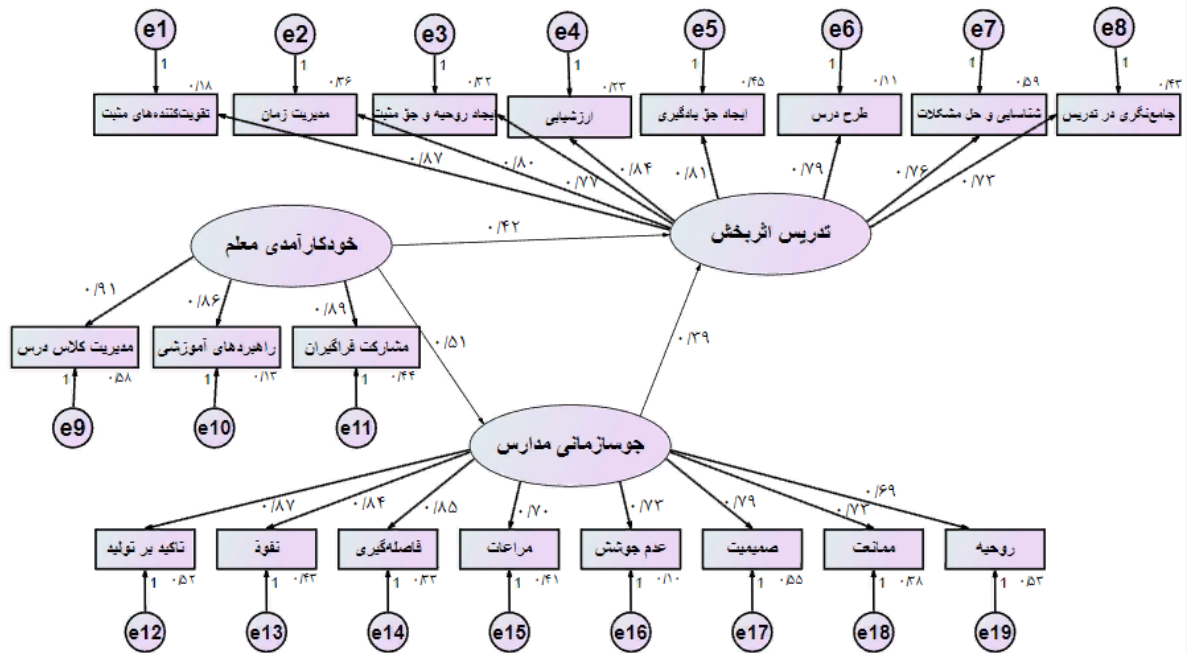 e1 e2 e3 e4 e5 e6 e7 e8
1 1 1 1 1 1 1 1
۰/۱۸ ۰/۳۶ ۰/۳۲ ۰/۲۳ ۰/۴۵ ۰/۱۱ ۰/۵۹ ۰/۴۳
تقویت‌کننده‌های مثبت
مدیریت زمان
ایجاد روحیه و جوّ مثبت
ارزشیابی
ایجاد جوّ یادگیری
طرح درس
شناسایی و حل مشکلات
جامع‌نگری در تدریس
۰/۸۷ ۰/۸۰ ۰/۷۷ ۰/۸۴ ۰/۸۱ ۰/۷۹ ۰/۷۶ ۰/۷۳
خودکارآمدی معلم
۰/۴۲
تدریس اثربخش
۰/۹۱ ۰/۸۶ ۰/۸۹
۰/۵۱
۰/۳۹
مدیریت کلاس درس
راهبردهای آموزشی
مشارکت فراگیران
1 ۰/۵۸ 1 ۰/۱۳ 1 ۰/۴۴
e9 e10 e11
جوسازمانی مدارس
۰/۸۷ ۰/۸۴ ۰/۸۵ ۰/۷۰ ۰/۷۳ ۰/۷۹ ۰/۷۳ ۰/۶۹
تاکید بر تولید
نفوذ
فاصله‌گیری
مراعات
عدم جوشش
صمیمیت
ممانعت
روحیه
1 ۰/۵۲ 1 ۰/۴۳ 1 ۰/۳۳ 1 ۰/۴۱ 1 ۰/۱۰ 1 ۰/۵۵ 1 ۰/۳۸ 1 ۰/۵۳
e12 e13 e14 e15 e16 e17 e18 e19